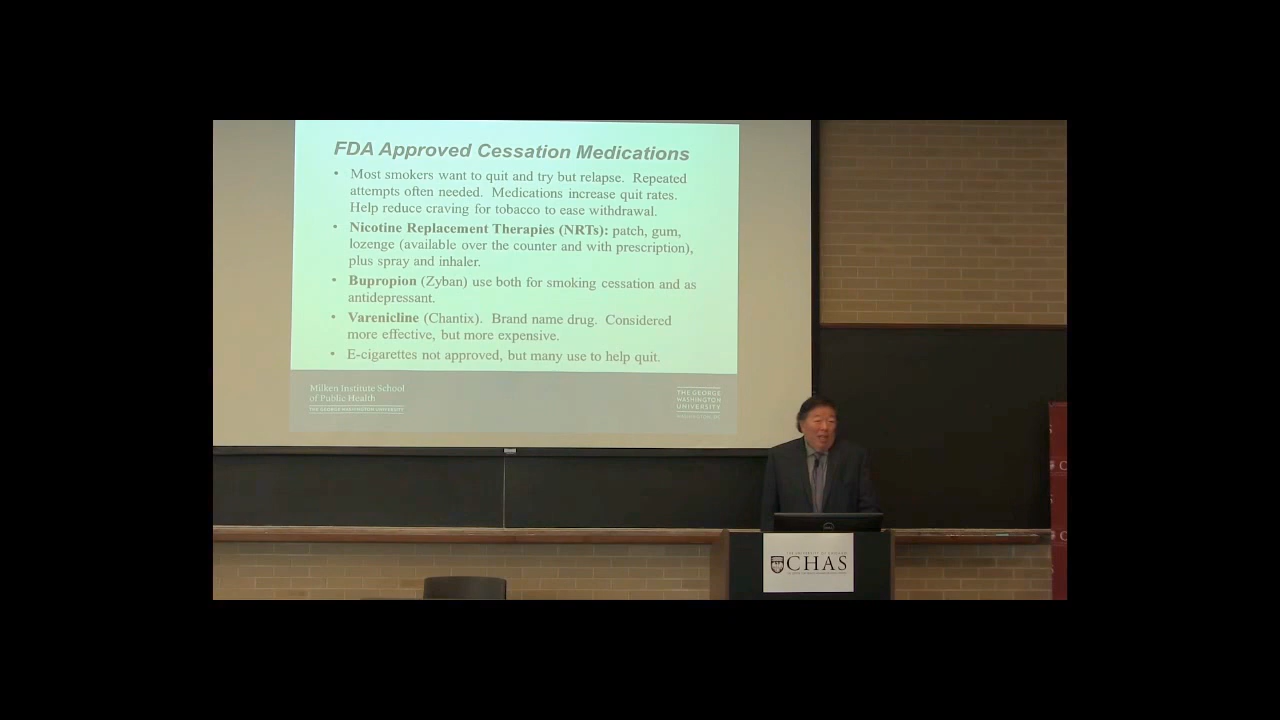 FDA Approved Cessation Medications
• Most smokers want to quit and try but relapse. Repeated
attempts often needed. Medications increase quit rates.
Help reduce craving for tobacco to ease withdrawal.
• Nicotine Replacement Therapies (NRTs): patch, gum,
lozenge (available over the counter and with prescription),
plus spray and inhaler.
• Bupropion (Zyban) use both for smoking cessation and as
antidepressant.
• Varenicline (Chantix). Brand name drug. Considered
more effective, but more expensive.
• E-cigarettes not approved, but many use to help quit.
Milken Institute School
of Public Health
THE GEORGE WASHINGTON UNIVERSITY
THE GEORGE
WASHINGTON
UNIVERSITY
CHAS